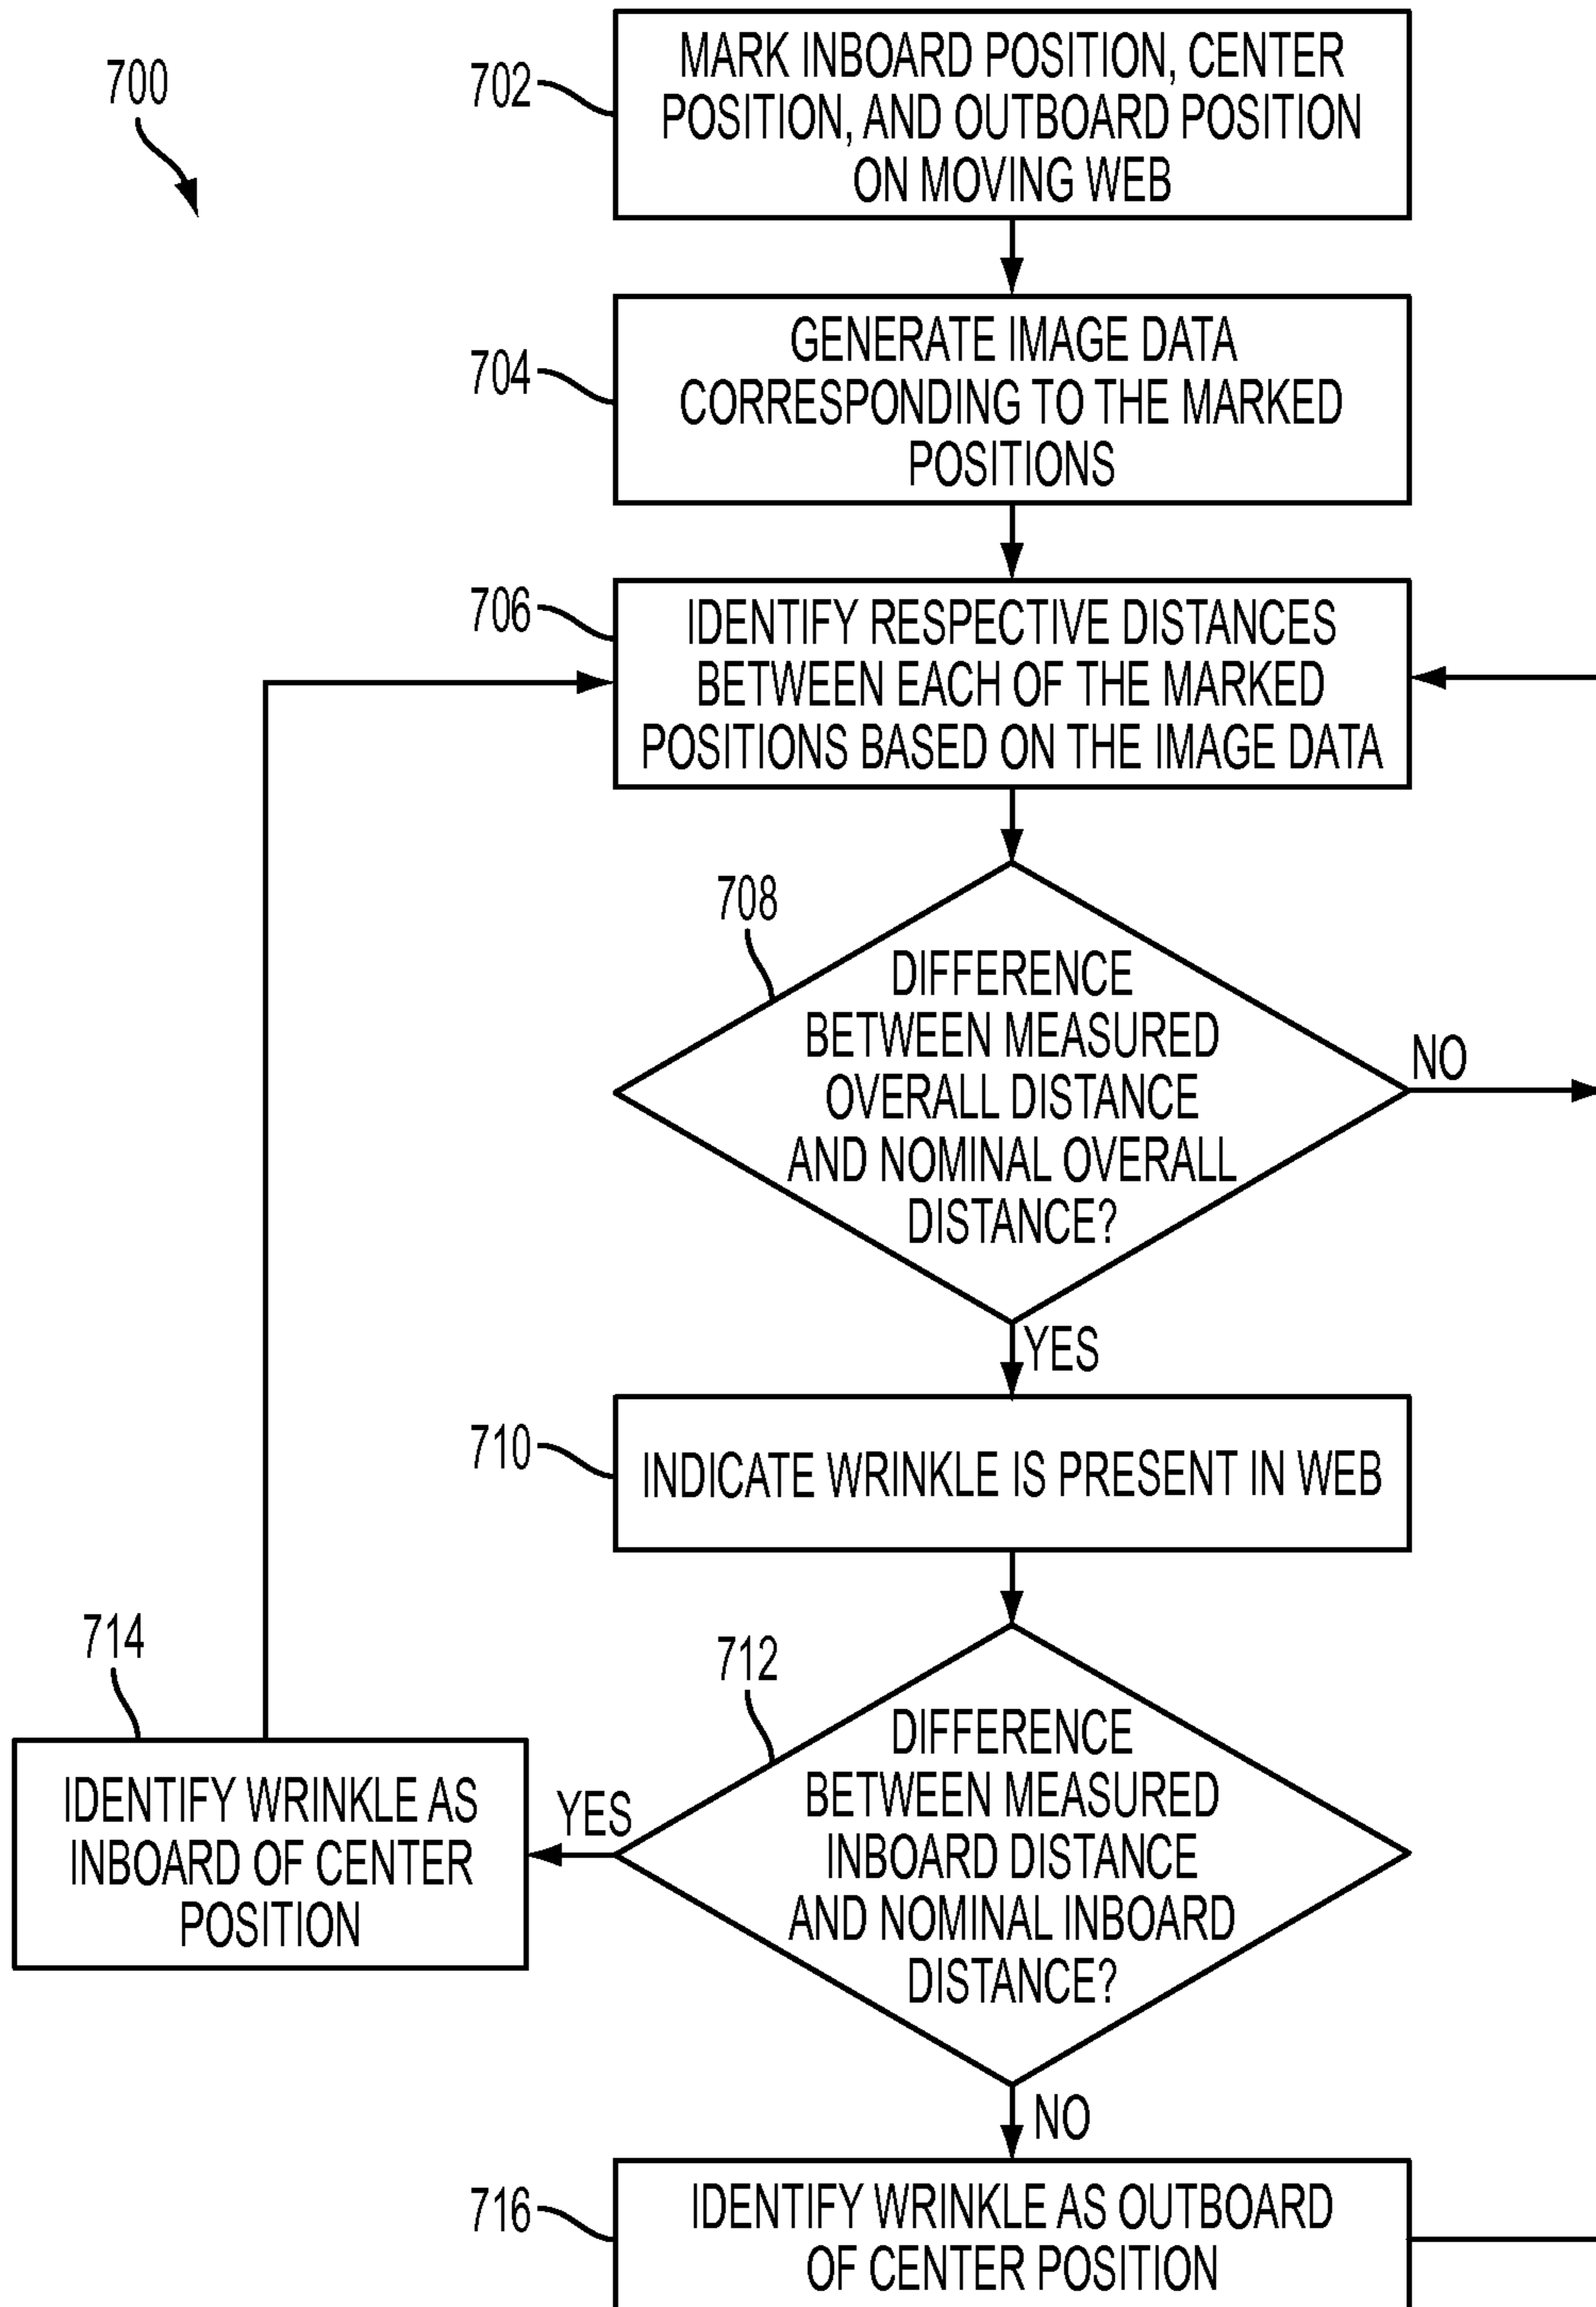 700
702
MARK INBOARD POSITION, CENTER
POSITION, AND OUTBOARD POSITION
ON MOVING WEB
704
GENERATE IMAGE DATA
CORRESPONDING TO THE MARKED
POSITIONS
706
IDENTIFY RESPECTIVE DISTANCES
BETWEEN EACH OF THE MARKED
POSITIONS BASED ON THE IMAGE DATA
708
DIFFERENCE
BETWEEN MEASURED
OVERALL DISTANCE
AND NOMINAL OVERALL
DISTANCE?
NO
YES
710
INDICATE WRINKLE IS PRESENT IN WEB
712
DIFFERENCE
BETWEEN MEASURED
INBOARD DISTANCE
AND NOMINAL INBOARD
DISTANCE?
YES
714
IDENTIFY WRINKLE AS
INBOARD OF CENTER
POSITION
NO
716
IDENTIFY WRINKLE AS OUTBOARD
OF CENTER POSITION